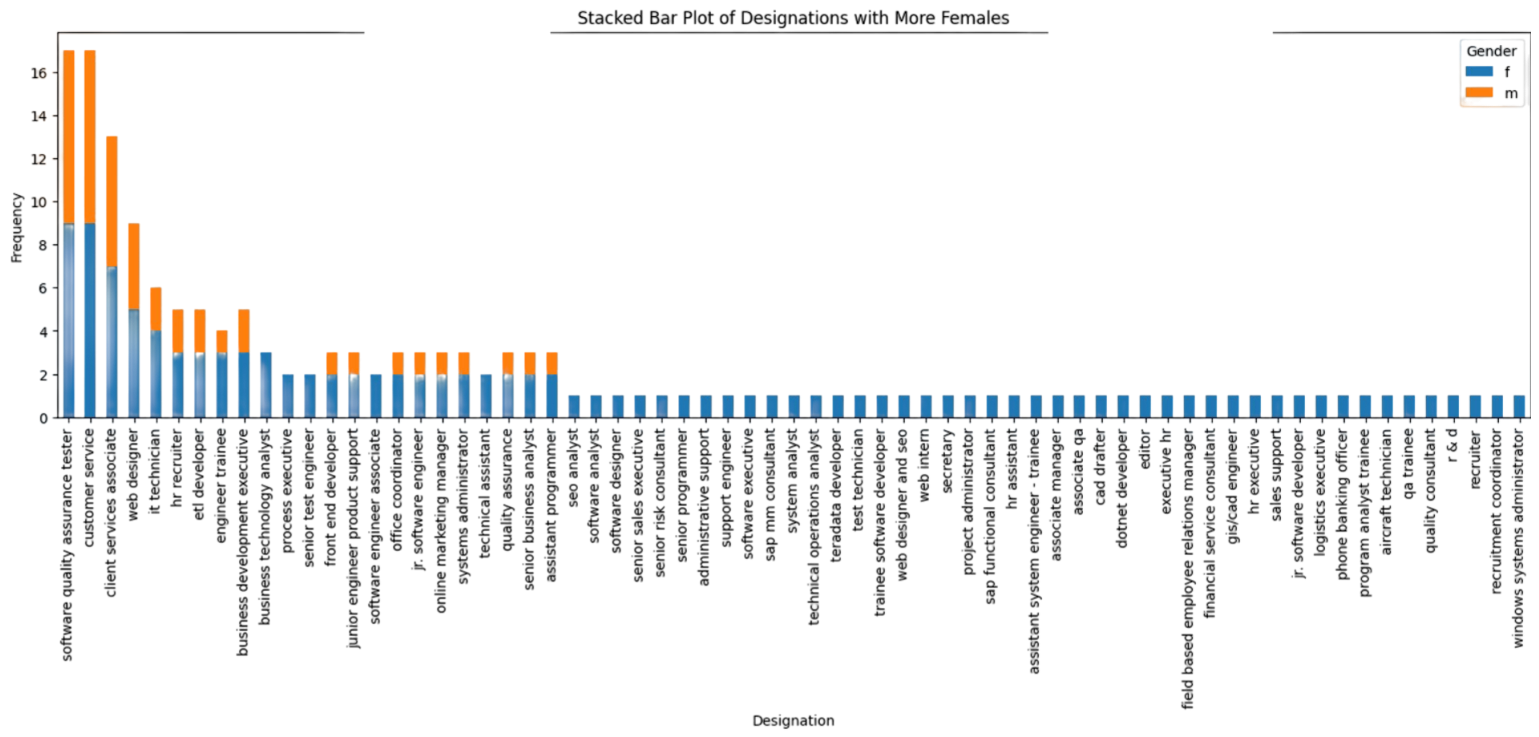 Stacked Bar Plot of Designations with More Females
Gender
f
m
Frequency
16
14
12
10
8
6
4
2
0
software quality assurance tester
customer service
client services associate
web designer
it technician
hr recruiter
etl developer
engineer trainee
business development executive
business technology analyst
process executive
senior test engineer
front end developer
junior engineer product support
software engineer associate
office coordinator
jr. software engineer
online marketing manager
systems administrator
technical assistant
quality assurance
senior business analyst
assistant programmer
seo analyst
software analyst
software designer
senior sales executive
senior risk consultant
senior programmer
administrative support
support engineer
software executive
sap mm consultant
system analyst
technical operations analyst
teradata developer
test technician
trainee software developer
web designer and seo
web intern
secretary
project administrator
sap functional consultant
hr assistant
assistant system engineer - trainee
associate manager
associate qa
cad drafter
dotnet developer
editor
executive hr
field based employee relations manager
financial service consultant
gis/cad engineer
hr executive
sales support
jr. software developer
logistics executive
phone banking officer
program analyst trainee
aircraft technician
qa trainee
quality consultant
r & d
recruiter
recruitment coordinator
windows systems administrator
Designation